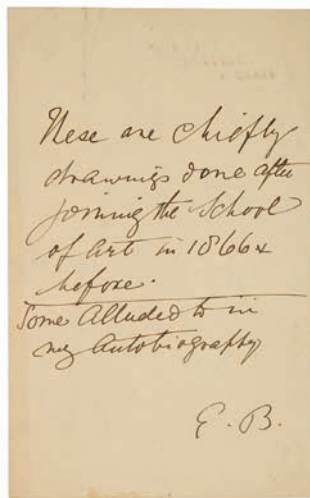 These are chiefly
drawings done after
joining the School
of Art in 1866 &
before.
Some Alluded to in
my Autobiography
E. B.